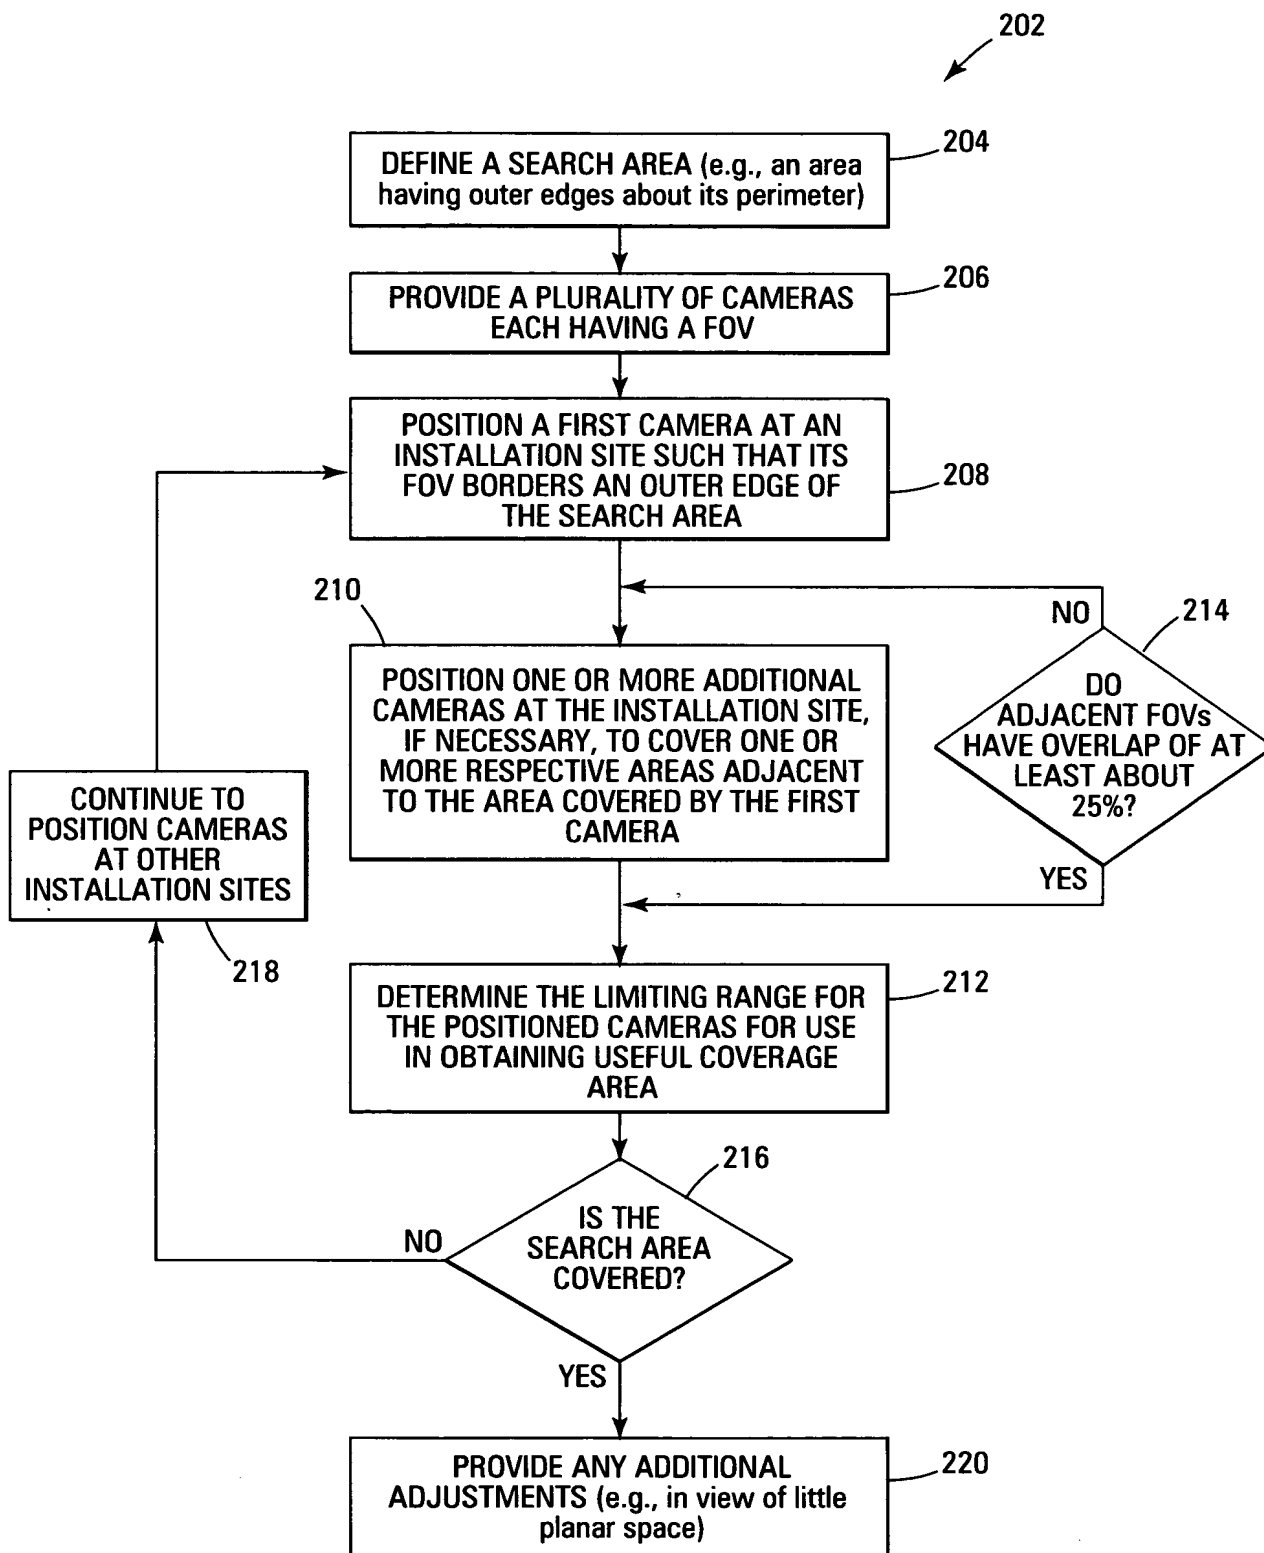 202
204
DEFINE A SEARCH AREA (e.g., an area
having outer edges about its perimeter)
206
PROVIDE A PLURALITY OF CAMERAS
EACH HAVING A FOV
POSITION A FIRST CAMERA AT AN
INSTALLATION SITE SUCH THAT ITS
FOV BORDERS AN OUTER EDGE OF
THE SEARCH AREA
208
210
NO
214
POSITION ONE OR MORE ADDITIONAL
CAMERAS AT THE INSTALLATION SITE,
IF NECESSARY, TO COVER ONE OR
MORE RESPECTIVE AREAS ADJACENT
TO THE AREA COVERED BY THE FIRST
CAMERA
DO
ADJACENT FOVs
HAVE OVERLAP OF AT
LEAST ABOUT
25%?
YES
CONTINUE TO
POSITION CAMERAS
AT OTHER
INSTALLATION SITES
218
212
DETERMINE THE LIMITING RANGE FOR
THE POSITIONED CAMERAS FOR USE
IN OBTAINING USEFUL COVERAGE
AREA
216
IS THE
SEARCH AREA
COVERED?
NO
YES
220
PROVIDE ANY ADDITIONAL
ADJUSTMENTS (e.g., in view of little
planar space)